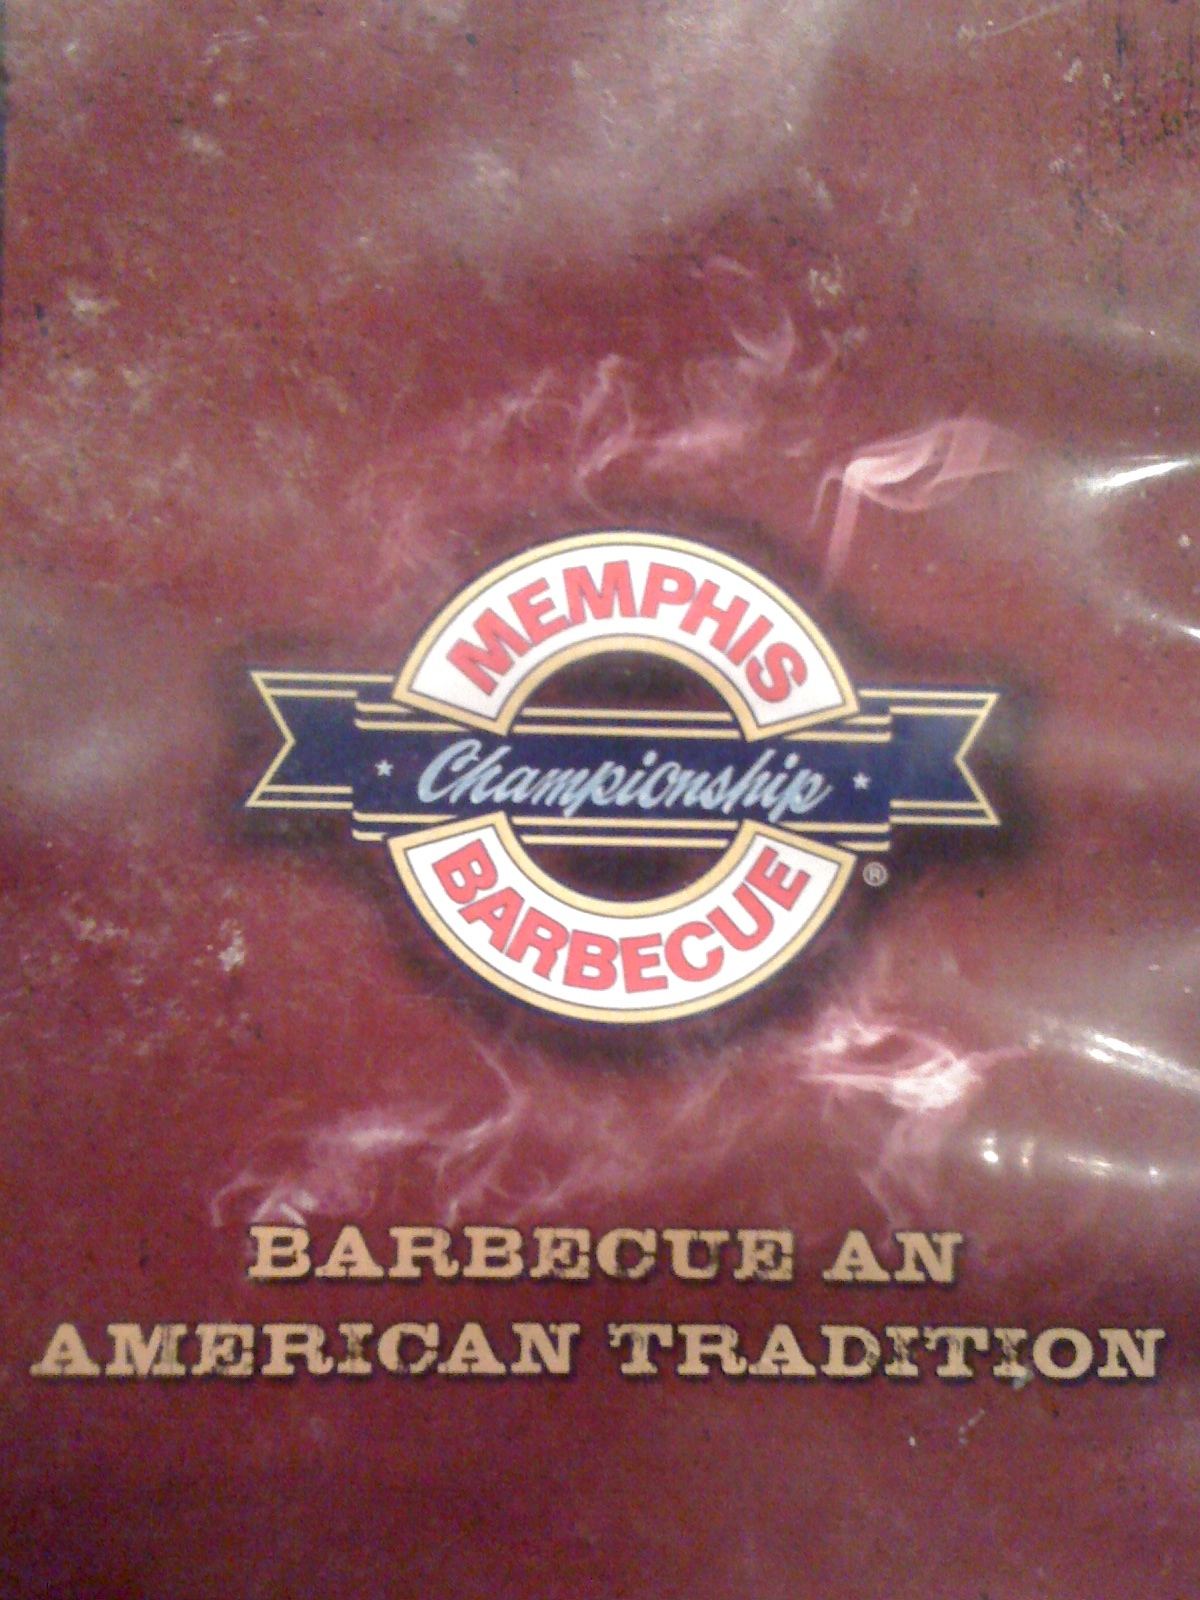 MEMPHIS
Championship
BARBECUE
®
BARBECUE AN
AMERICAN TRADITION